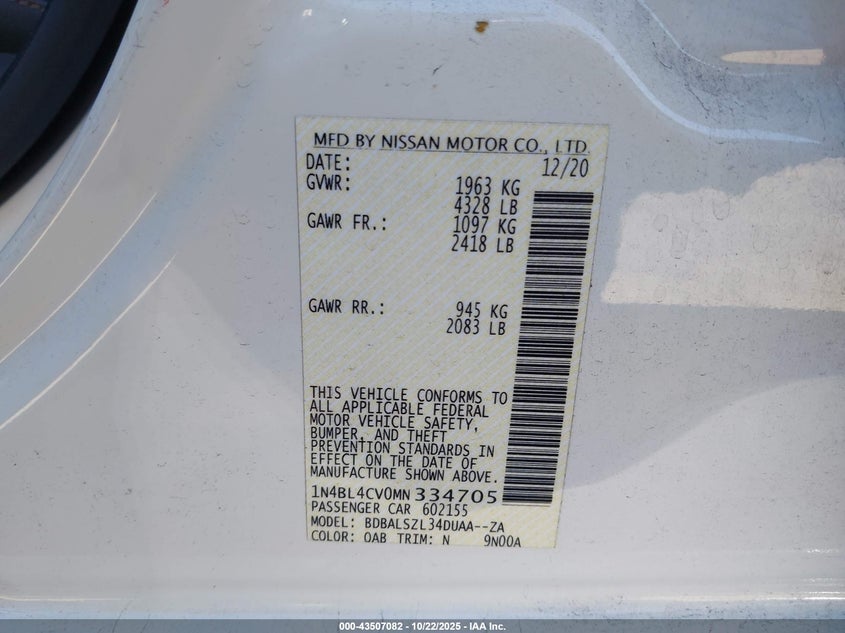 MFD BY NISSAN MOTOR CO., LTD.
DATE: 12/20
GVWR: 1963 KG
4328 LB
GAWR FR.: 1097 KG
2418 LB
GAWR RR.: 945 KG
2083 LB
THIS VEHICLE CONFORMS TO
ALL APPLICABLE FEDERAL
MOTOR VEHICLE SAFETY,
BUMPER, AND THEFT
PREVENTION STANDARDS IN
EFFECT ON THE DATE OF
MANUFACTURE SHOWN ABOVE.
1N4BL4CV0MN334705
PASSENGER CAR 602155
MODEL: BDBALSZL34DUAA--ZA
COLOR: QAB TRIM: N 9N00A
000-43507082 - 10/22/2025 - IAA Inc.